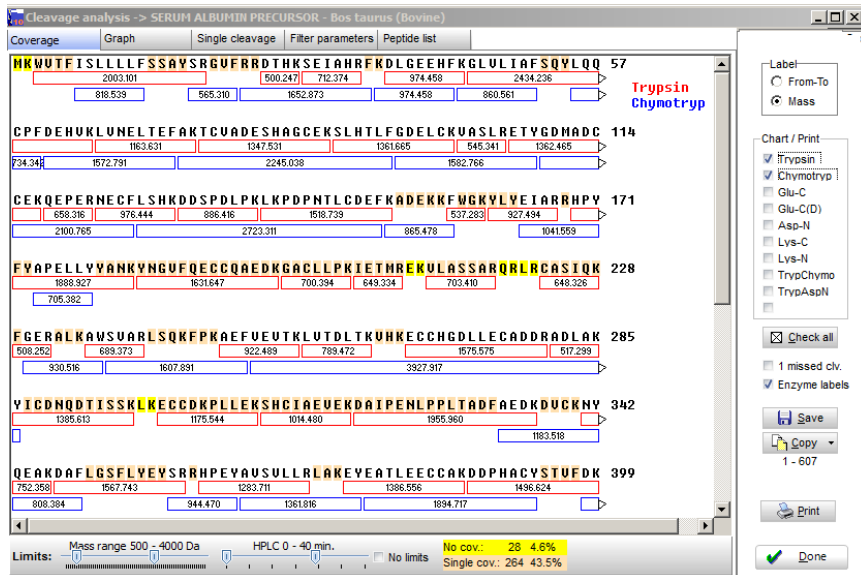 Cleavage analysis -> SERUM ALBUMIN PRECURSOR - Bos taurus (Bovine)
Coverage Graph Single cleavage Filter parameters Peptide list
MKWVTFISLLLLFSSAYSRGVFRRDTHKSEIAHRFKDLGEEHFKGLVLIAFSQYLQQ 57
2003.101 500.247 712.374 974.458 2434.236
818.539 565.310 1652.873 974.458 860.561
Trypsin
Chymotryp
CPFDEHVKLVNELTEFAKTCVADESHAGCEKSLHTLFGDELCKVASLRETYGDMADC 114
1163.631 1347.531 1361.665 545.341 1362.465
734.342 1572.791 2245.038 1582.766
CEKQEPERNECFLSHKDDSPDLPKLKPDPNTLCDEFKADEKKFWGKYLYEIARRHPY 171
658.316 976.444 886.416 1518.739 537.283 927.494
2100.765 2723.311 865.478 1041.559
FYAPELLYYANKYNGVFQECCQAEDKGACLLPKIETMREKVLASSARQRLRCASIQK 228
1888.927 1631.647 700.394 649.334 703.410 648.326
705.382
FGERALKAWSVARLSQKFPKAEFVEVTKLVTDLTKVHKECCHGDLLECADDRADLAK 285
508.252 689.373 922.489 789.472 1575.575 517.299
930.516 1607.891 3927.917
YICDNQDTISSKLKECCDKPLLEKSHCIAEVEKDAIPENLPPLTADFAEDKDVCKNY 342
1385.613 1175.544 1014.480 1955.960
1183.518
QEAKDAFLGSFLYEYSRRHPEYAVSVLLRLAKEYEATLEECCAKDDPHACYSTVFDK 399
752.358 1567.743 1283.711 1386.556 1496.624
808.384 944.470 1361.816 1894.717
Limits: Mass range 500 - 4000 Da HPLC 0 - 40 min. No limits
No cov.: 28 4.6%
Single cov.: 264 43.5%
Label
From-To
Mass
Chart / Print
Trypsin
Chymotryp
Glu-C
Glu-C(D)
Asp-N
Lys-C
Lys-N
TrypChymo
TrypAspN
Check all
1 missed clv.
Enzyme labels
Save
Copy
1 - 607
Print
Done